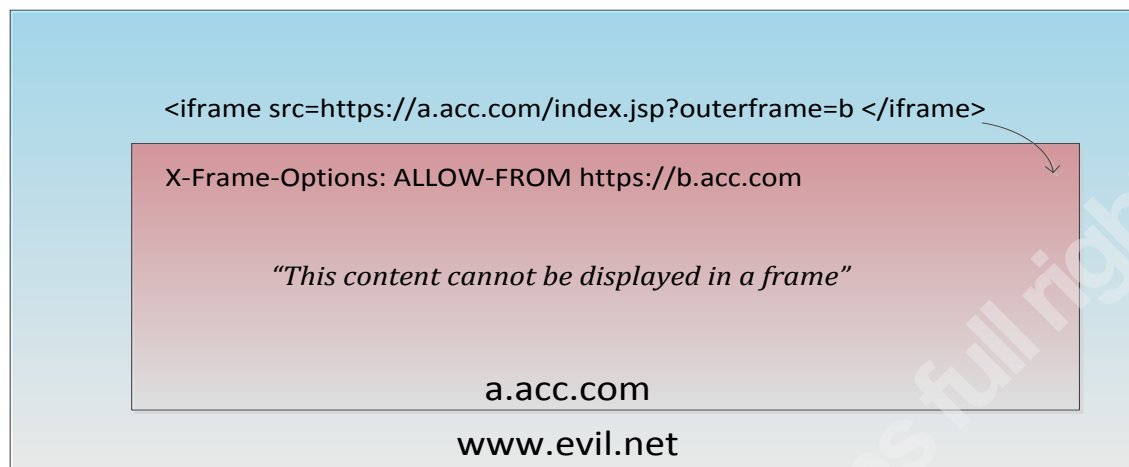 <iframe src=https://a.acc.com/index.jsp?outerframe=b </iframe>
X-Frame-Options: ALLOW-FROM https://b.acc.com
“This content cannot be displayed in a frame”
a.acc.com
www.evil.net
full